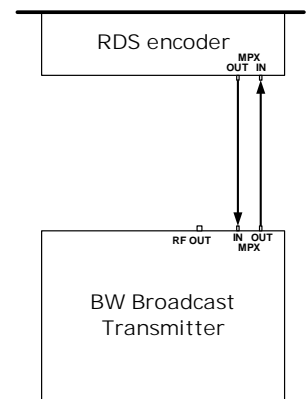 RDS encoder
MPX
OUT IN
RF OUT
IN OUT
MPX
BW Broadcast
Transmitter